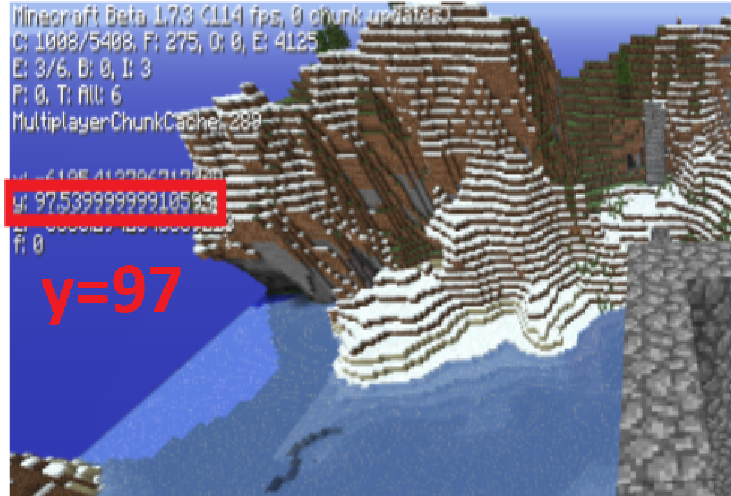 Minecraft Beta 1.7.3 (114 fps, 0 chunk updates)
C: 1008/5408. F: 275, O: 0, E: 4125
E: 3/6. B: 0, I: 3
P: 0. T: All: 6
MultiplayerChunkCache: 289
y: 97.5399999999105
f: 0
y=97